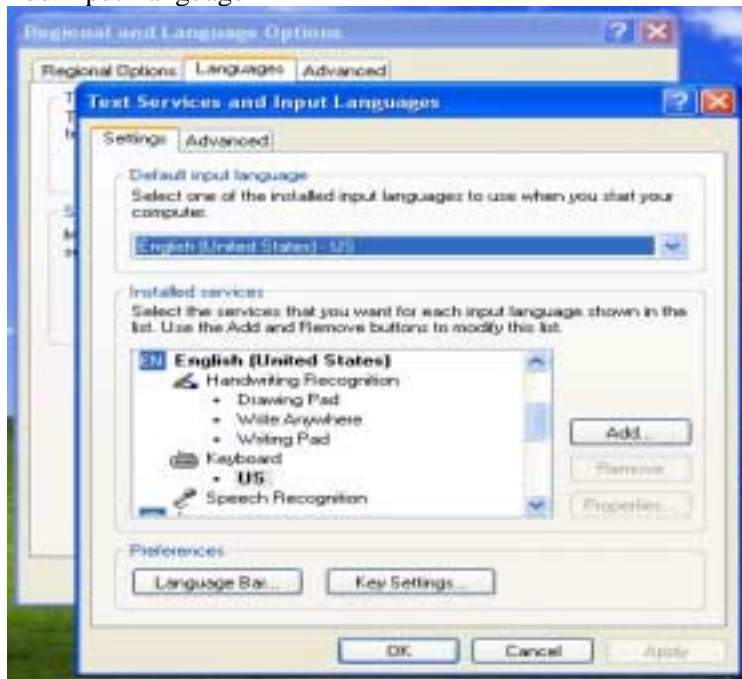 Regional and Language Options
Regional Options Languages Advanced
Text Services and Input Languages
Settings Advanced
Default input language
Select one of the installed input languages to use when you start your
computer.
English (United States) - US
Installed services
Select the services that you want for each input language shown in the
list. Use the Add and Remove buttons to modify this list.
EN English (United States)
Handwriting Recognition
• Drawing Pad
• Write Anywhere
• Writing Pad
Keyboard
• US
Speech Recognition
Add...
Remove
Properties...
Preferences
Language Bar...
Key Settings...
OK
Cancel
Apply